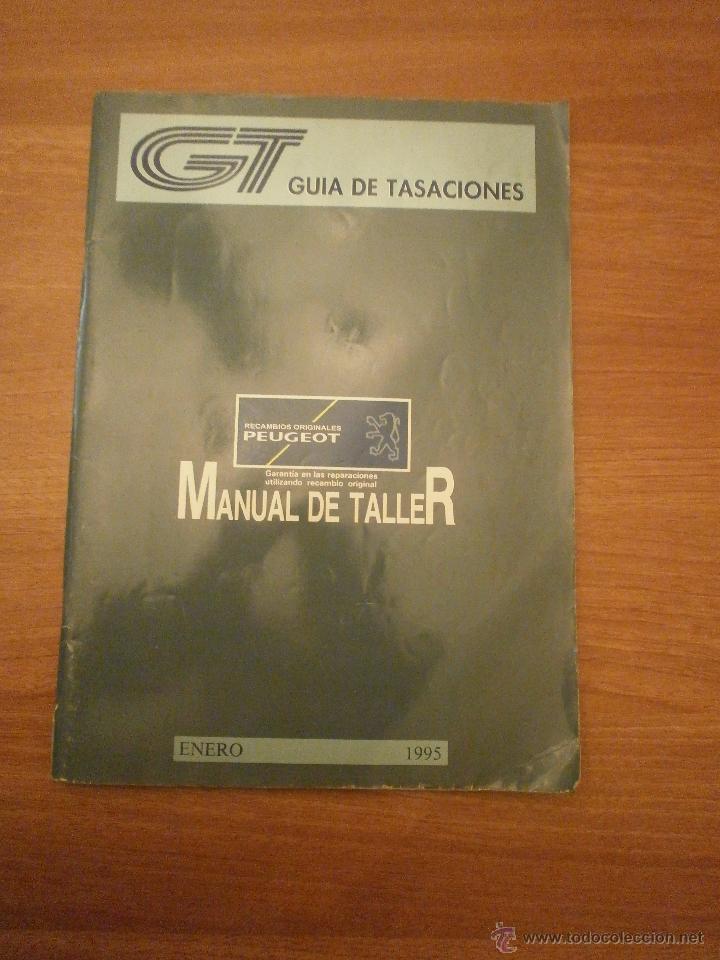 GT GUIA DE TASACIONES
RECAMBIOS ORIGINALES
PEUGEOT
Garantía en las reparaciones
utilizando recambio original
MANUAL DE TALLER
ENERO 1995
© www.todocoleccion.net